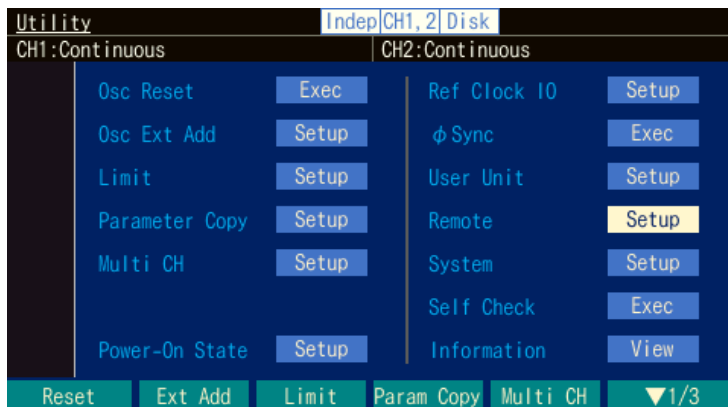 Utility Indep CH1,2 Disk
CH1:Continuous CH2:Continuous
Osc Reset Exec Ref Clock IO Setup
Osc Ext Add Setup ϕSync Exec
Limit Setup User Unit Setup
Parameter Copy Setup Remote Setup
Multi CH Setup System Setup
Self Check Exec
Power-On State Setup Information View
Reset Ext Add Limit Param Copy Multi CH ▼1/3